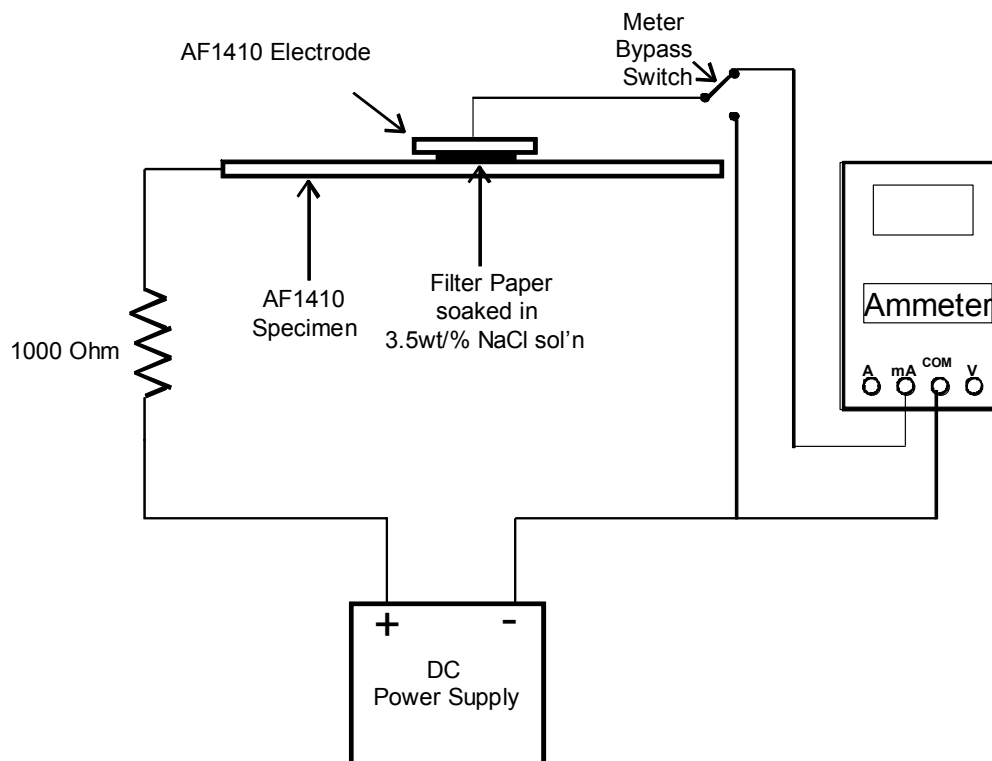 Meter
Bypass
Switch
AF1410 Electrode
AF1410
Specimen
Filter Paper
soaked in
3.5wt/% NaCl sol’n
1000 Ohm
Ammeter
A mA COM V
+ -
DC
Power Supply